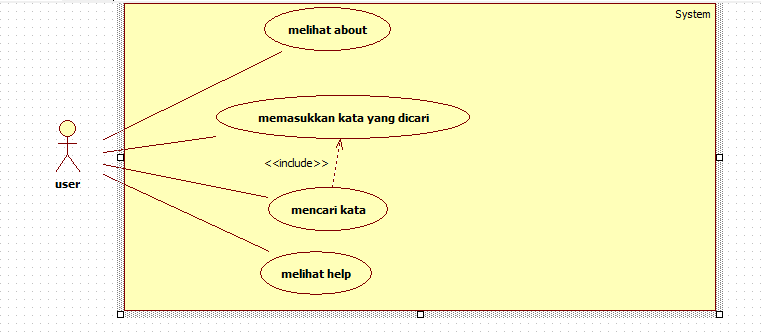 System
melihat about
memasukkan kata yang dicari
<<include>>
user
mencari kata
melihat help